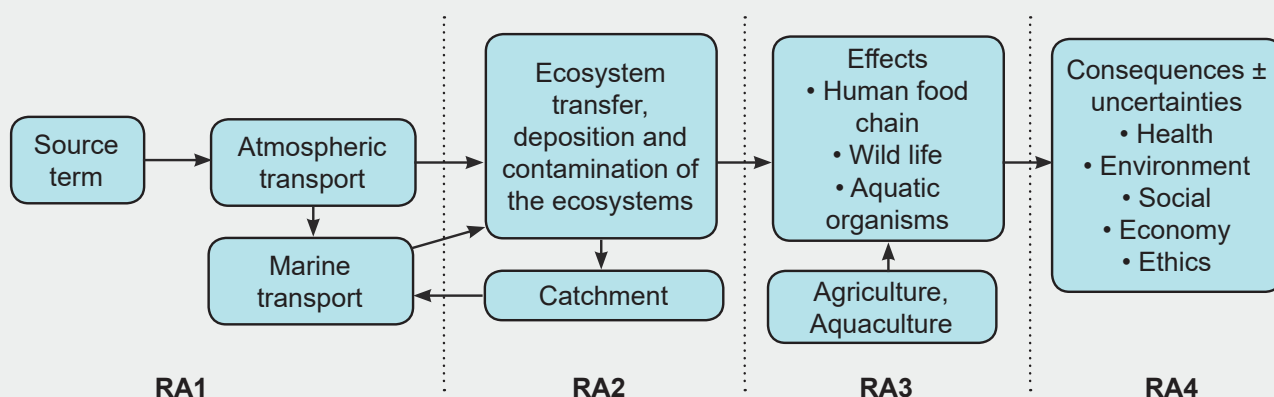 Source
term
Atmospheric
transport
Marine
transport
Ecosystem
transfer,
deposition and
contamination of
the ecosystems
Catchment
Effects
• Human food
chain
• Wild life
• Aquatic
organisms
Agriculture,
Aquaculture
Consequences ±
uncertainties
• Health
• Environment
• Social
• Economy
• Ethics
RA1
RA2
RA3
RA4